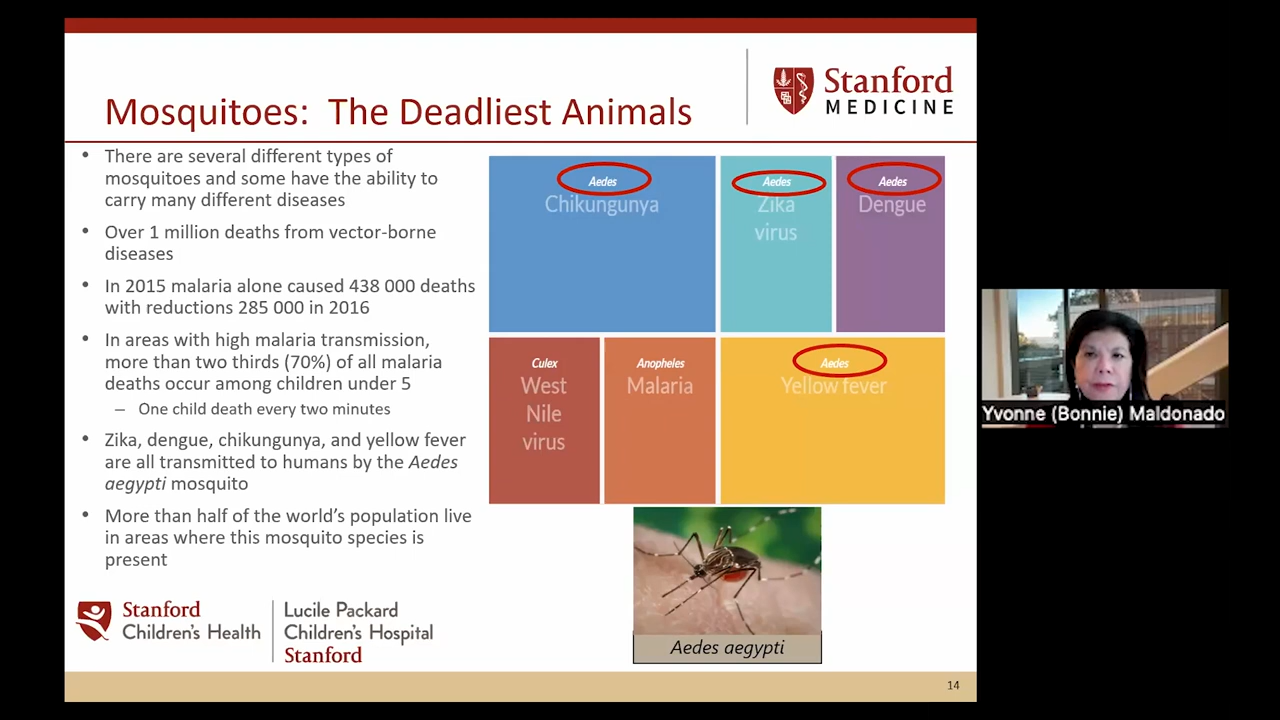 Stanford
MEDICINE
Mosquitoes: The Deadliest Animals
• There are several different types of
mosquitoes and some have the ability to
carry many different diseases
• Over 1 million deaths from vector-borne
diseases
• In 2015 malaria alone caused 438 000 deaths
with reductions 285 000 in 2016
• In areas with high malaria transmission,
more than two thirds (70%) of all malaria
deaths occur among children under 5
– One child death every two minutes
• Zika, dengue, chikungunya, and yellow fever
are all transmitted to humans by the Aedes
aegypti mosquito
• More than half of the world's population live
in areas where this mosquito species is
present
Aedes
Chikungunya
Aedes
Zika
virus
Aedes
Dengue
Culex
West
Nile
virus
Anopheles
Malaria
Aedes
Yellow fever
Aedes aegypti
Stanford
Children's Health
Lucile Packard
Children's Hospital
Stanford
14
Yvonne (Bonnie) Maldonado